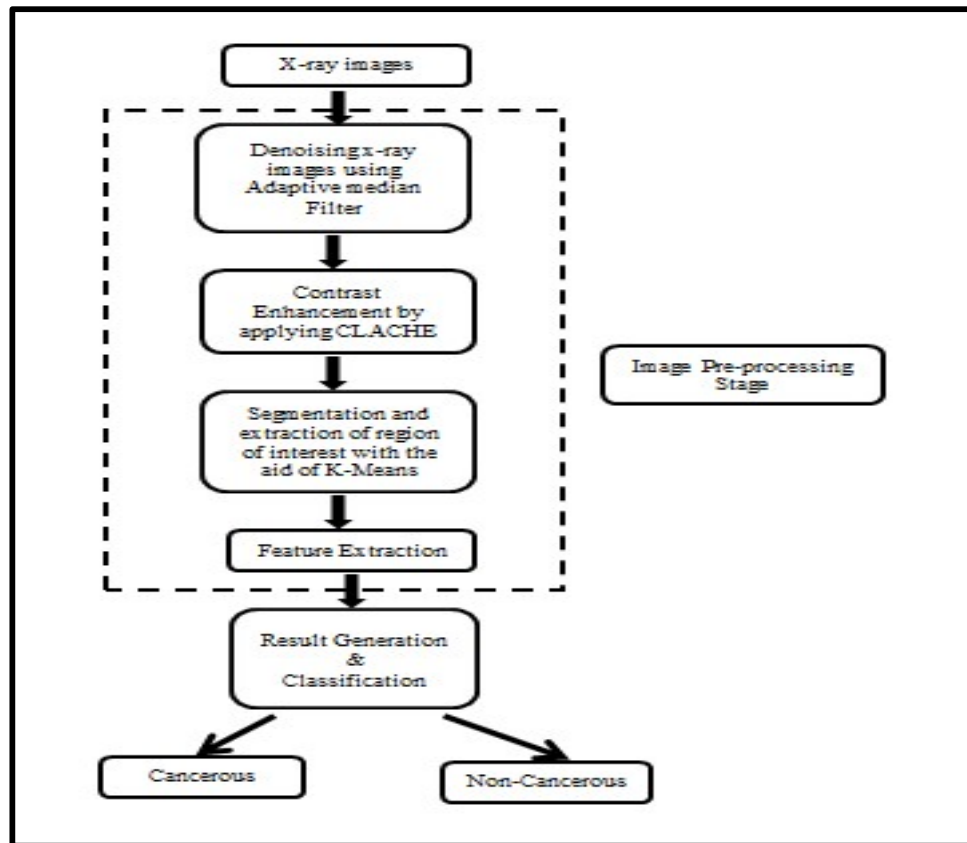 X-ray images
Denoising x-ray
images using
Adaptive median
Filter
Contrast
Enhancement by
applying CLACHE
Segmentation and
extraction of region
of interest with the
aid of K-Means
Feature Extraction
Image Pre-processing
Stage
Result Generation
&
Classification
Cancerous
Non-Cancerous